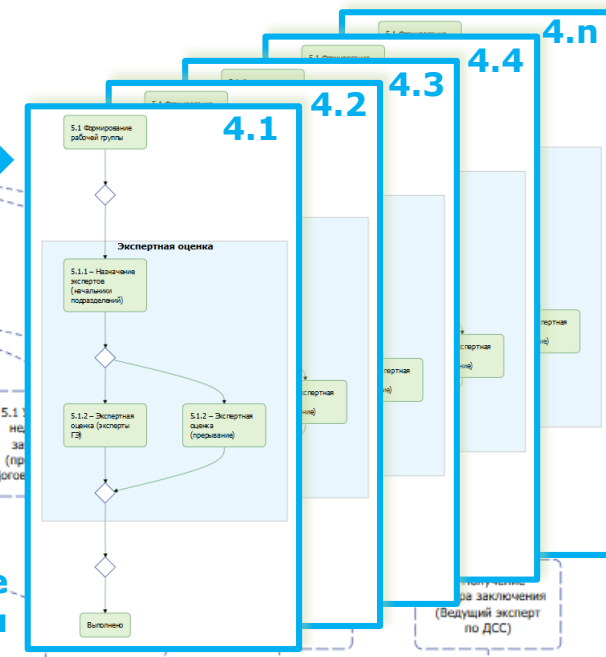 4.n
4.4
4.3
4.2
4.1
5.1 Формирование
рабочей группы
Экспертная оценка
5.1.1 – Назначение
экспертов
(начальники
подразделений)
5.1.2 – Экспертная
оценка (эксперты
ГЭ)
5.1.2 – Экспертная
оценка
(прерывание)
Выполнено
5.1
заключения
(Ведущий эксперт
по ДСС)